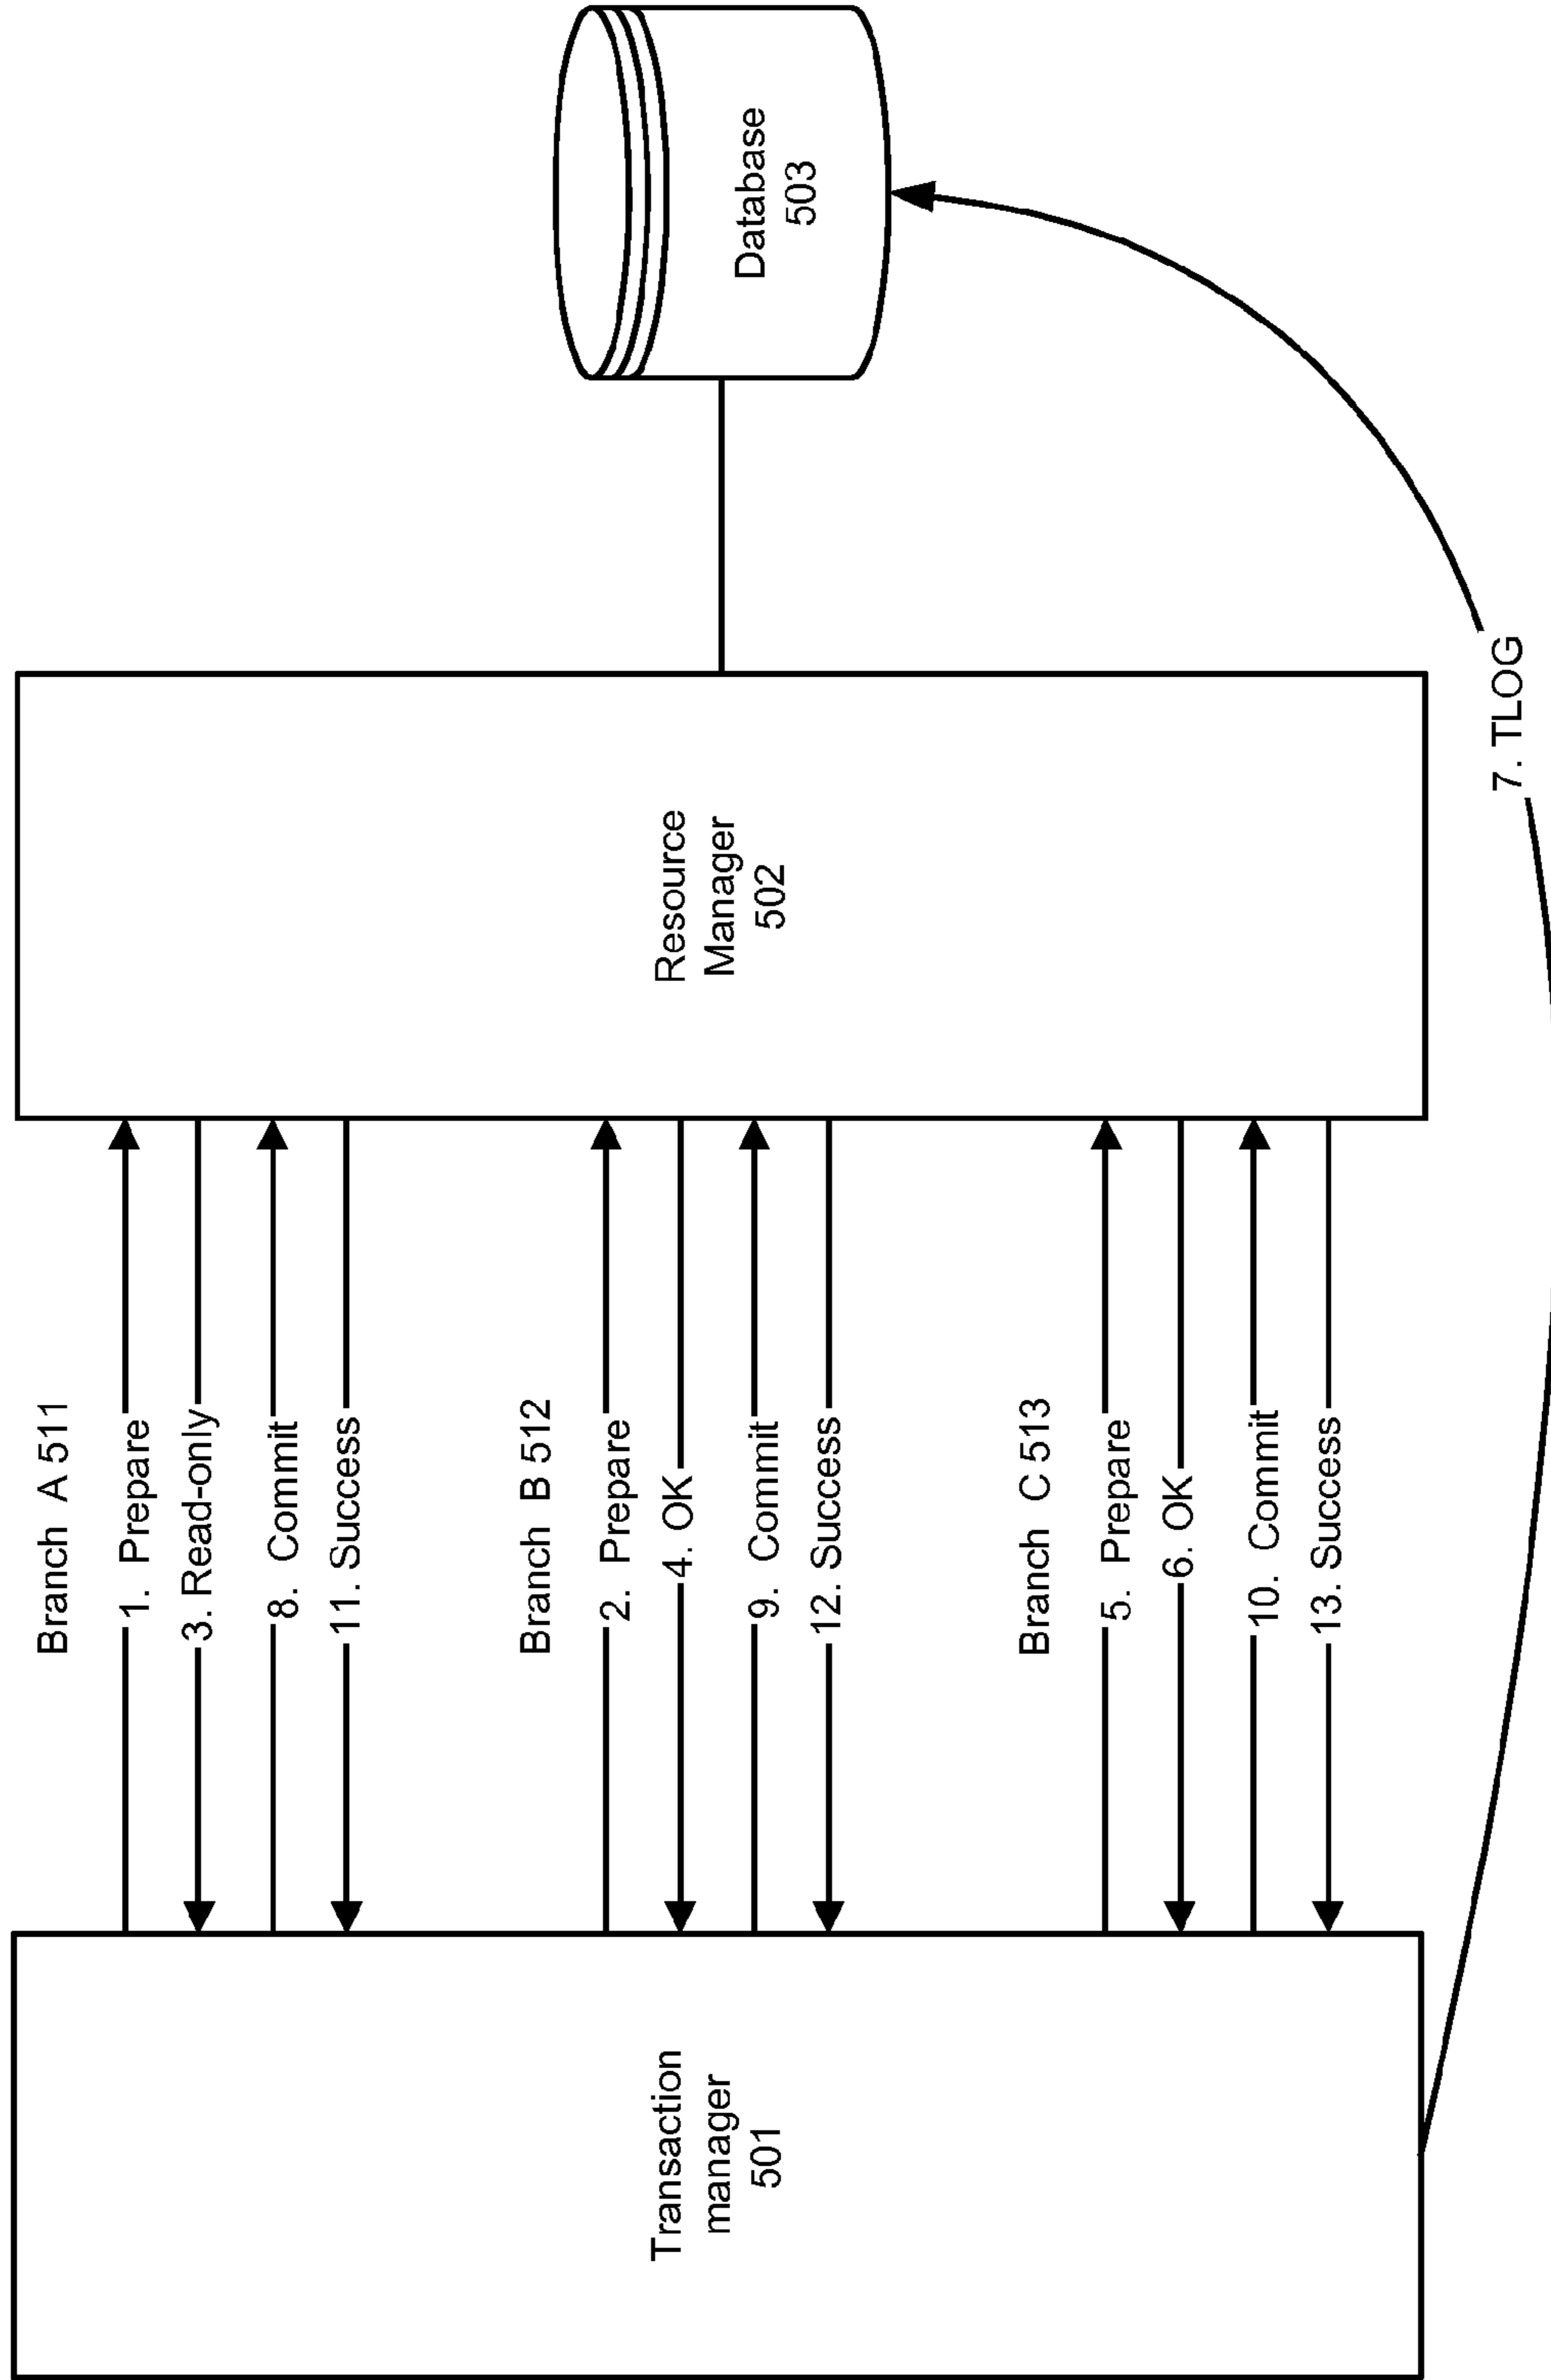 Transaction
manager
501
Branch A 511
1. Prepare
3. Read-only
8. Commit
11. Success
Branch B 512
2. Prepare
4. OK
9. Commit
12. Success
Branch C 513
5. Prepare
6. OK
10. Commit
13. Success
Resource
Manager
502
Database
503
7. TLOG